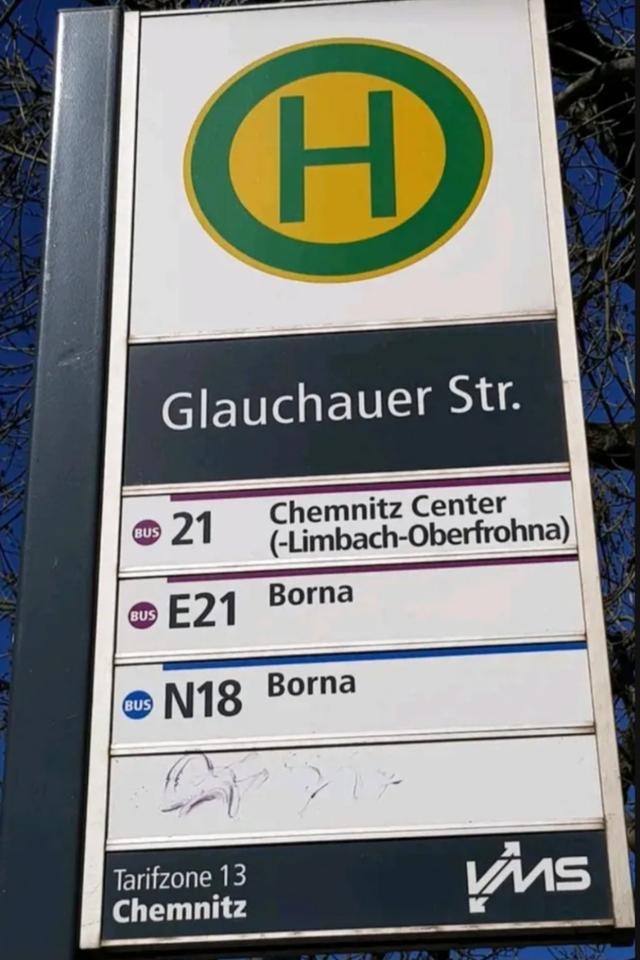 H
Glauchauer Str.
BUS 21 Chemnitz Center
(-Limbach-Oberfrohna)
BUS E21 Borna
BUS N18 Borna
Tarifzone 13
Chemnitz
VMS